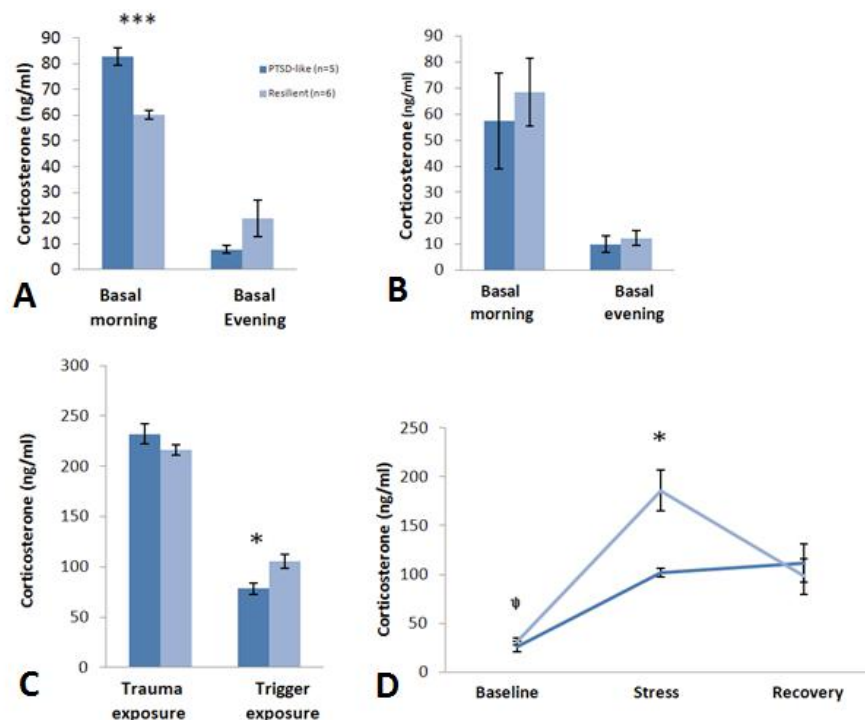 ***
90
80
70
60
50
40
30
20
10
0
Corticosterone (ng/ml)
PTSD-like (n=5)
Resilient (n=6)
Basal
morning
Basal
Evening
A
90
80
70
60
50
40
30
20
10
0
Corticosterone (ng/ml)
Basal
morning
Basal
evening
B
300
250
200
150
100
50
0
Corticosterone (ng/ml)
*
Trauma
exposure
Trigger
exposure
C
250
200
150
100
50
0
Corticosterone (ng/ml)
*
ψ
Baseline
Stress
Recovery
D